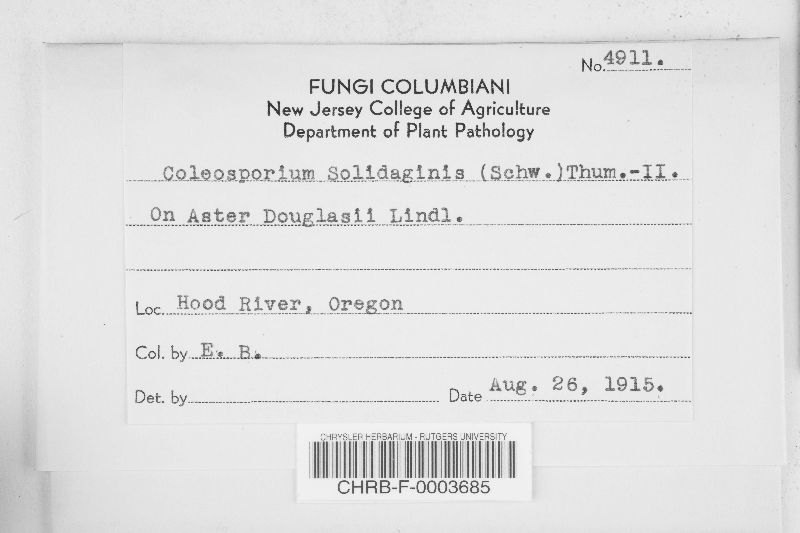 No. 4911.
FUNGI COLUMBIANI
New Jersey College of Agriculture
Department of Plant Pathology
Coleosporium Solidaginis (Schw.)Thum.-II.
On Aster Douglasii Lindl.
Loc. Hood River, Oregon
Col. by E. B.
Det. by Date Aug. 26, 1915.
CHRYSLER HERBARIUM - RUTGERS UNIVERSITY
CHRB-F-0003685